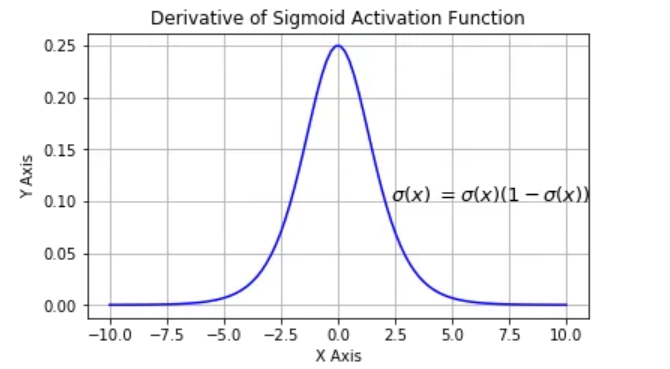 Derivative of Sigmoid Activation Function
0.25
0.20
0.15
0.10
0.05
0.00
Y Axis
σ(x) = σ(x)(1 − σ(x))
−10.0 −7.5 −5.0 −2.5 0.0 2.5 5.0 7.5 10.0
X Axis